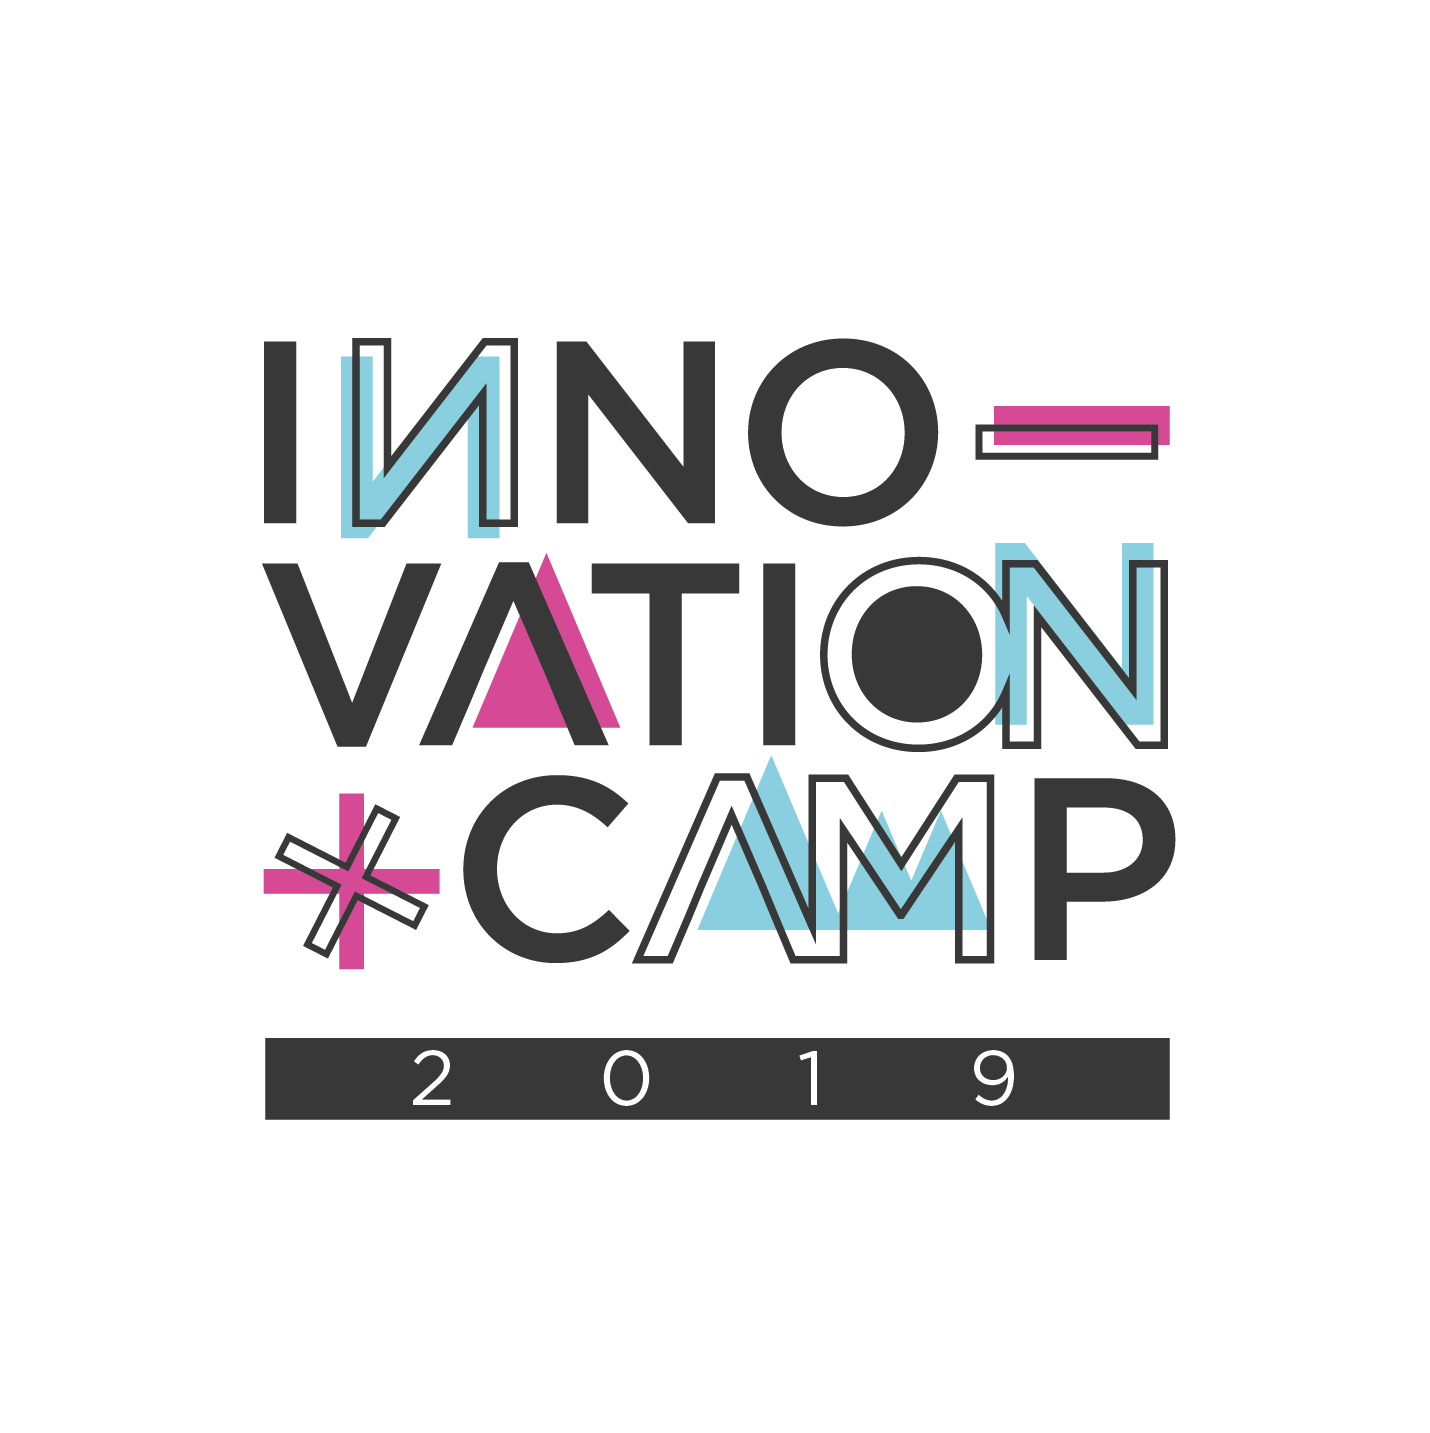 INNO-
VATION
+CAMP
2019